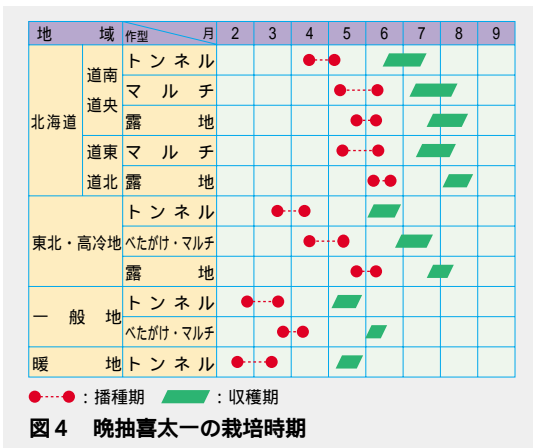 地 域 作型 月 2 3 4 5 6 7 8 9
北海道 道南 道央 トンネル
マルチ
露地
道東 道北 マルチ
露地
東北・高冷地 トンネル
べたがけ・マルチ
露地
一般地 トンネル
べたがけ・マルチ
暖地 トンネル
：播種期 ：収穫期
図4 晩抽喜太一の栽培時期